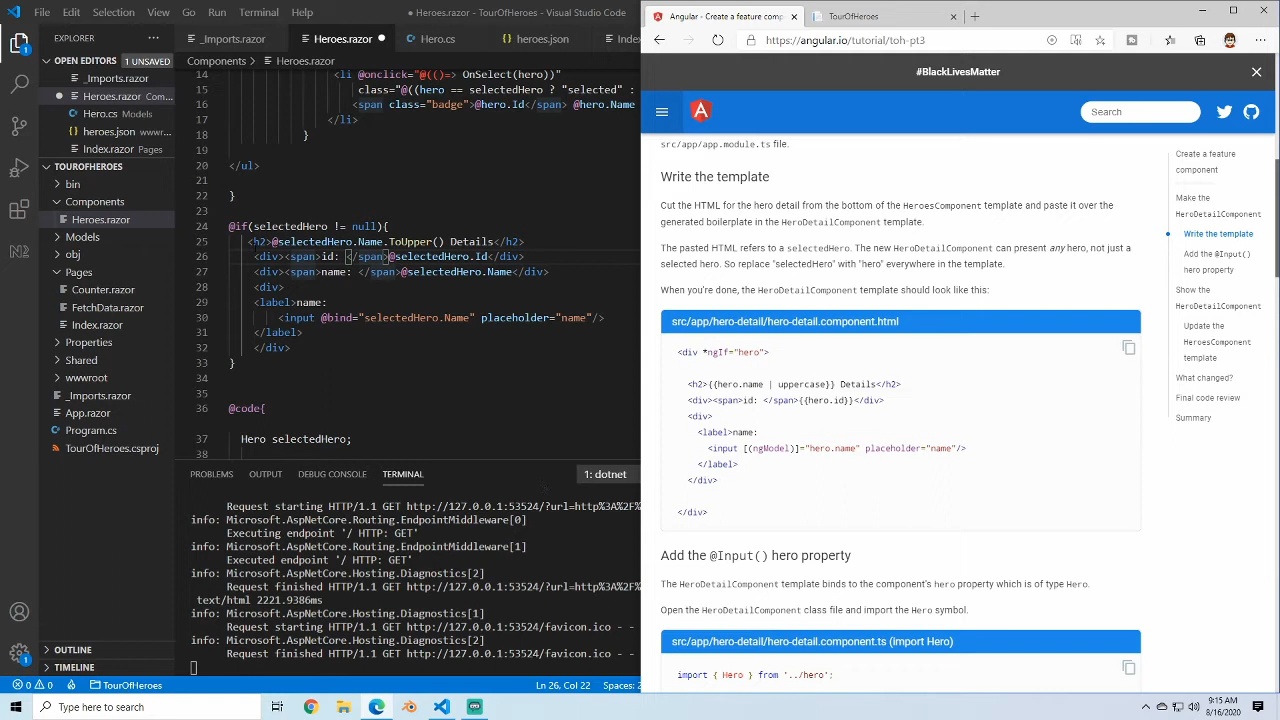 File Edit Selection View Go Run Terminal Help
● Heroes.razor - TourOfHeroes - Visual Studio Code
EXPLORER
OPEN EDITORS 1 UNSAVED
_Imports.razor
Heroes.razor Com...
Hero.cs Models
heroes.json wwwr...
Index.razor Pages
TOUROFHEROES
bin
Components
Heroes.razor
Models
obj
Pages
Counter.razor
FetchData.razor
Index.razor
Properties
Shared
wwwroot
_Imports.razor
App.razor
Program.cs
TourOfHeroes.csproj
OUTLINE
TIMELINE
_Imports.razor Heroes.razor Hero.cs heroes.json Index
Components > Heroes.razor
14 <li @onclick="@(()=> OnSelect(hero))"
15 class="@((hero == selectedHero ? "selected" :
16 <span class="badge">@hero.Id</span> @hero.Name
17 </li>
18 }
19
20 </ul>
21
22 }
23
24 @if(selectedHero != null){
25 <h2>@selectedHero.Name.ToUpper() Details</h2>
26 <div><span>id: </span>@selectedHero.Id</div>
27 <div><span>name: </span>@selectedHero.Name</div>
28 <div>
29 <label>name:
30 <input @bind="selectedHero.Name" placeholder="name"/>
31 </label>
32 </div>
33 }
34
35
36 @code{
37 Hero selectedHero;
38
PROBLEMS OUTPUT DEBUG CONSOLE TERMINAL 1: dotnet
Request starting HTTP/1.1 GET http://127.0.0.1:53524/?url=http%3A%2F%
info: Microsoft.AspNetCore.Routing.EndpointMiddleware[0]
Executing endpoint '/ HTTP: GET'
info: Microsoft.AspNetCore.Routing.EndpointMiddleware[1]
Executed endpoint '/ HTTP: GET'
info: Microsoft.AspNetCore.Hosting.Diagnostics[2]
Request finished HTTP/1.1 GET http://127.0.0.1:53524/?url=http%3A%2F%
text/html 2221.9386ms
info: Microsoft.AspNetCore.Hosting.Diagnostics[1]
Request starting HTTP/1.1 GET http://127.0.0.1:53524/favicon.ico - -
info: Microsoft.AspNetCore.Hosting.Diagnostics[2]
Request finished HTTP/1.1 GET http://127.0.0.1:53524/favicon.ico - -
0 0 TourOfHeroes Ln 26, Col 22 Spaces: 2
Angular - Create a feature comp TourOfHeroes
https://angular.io/tutorial/toh-pt3
#BlackLivesMatter
Search
src/app/app.module.ts file.
Write the template
Cut the HTML for the hero detail from the bottom of the HeroesComponent template and paste it over the
generated boilerplate in the HeroDetailComponent template.
The pasted HTML refers to a selectedHero. The new HeroDetailComponent can present any hero, not just a
selected hero. So replace "selectedHero" with "hero" everywhere in the template.
When you're done, the HeroDetailComponent template should look like this:
src/app/hero-detail/hero-detail.component.html
<div *ngIf="hero">
<h2>{{hero.name | uppercase}} Details</h2>
<div><span>id: </span>{{hero.id}}</div>
<div>
<label>name:
<input [(ngModel)]="hero.name" placeholder="name"/>
</label>
</div>
</div>
Add the @Input() hero property
The HeroDetailComponent template binds to the component's hero property which is of type Hero.
Open the HeroDetailComponent class file and import the Hero symbol.
src/app/hero-detail/hero-detail.component.ts (import Hero)
import { Hero } from '../hero';
Create a feature
component
Make the
HeroDetailComponent
Write the template
Add the @Input()
hero property
Show the
HeroDetailComponent
Update the
HeroesComponent
template
What changed?
Final code review
Summary
Type here to search
9:15 AM
8/16/2020